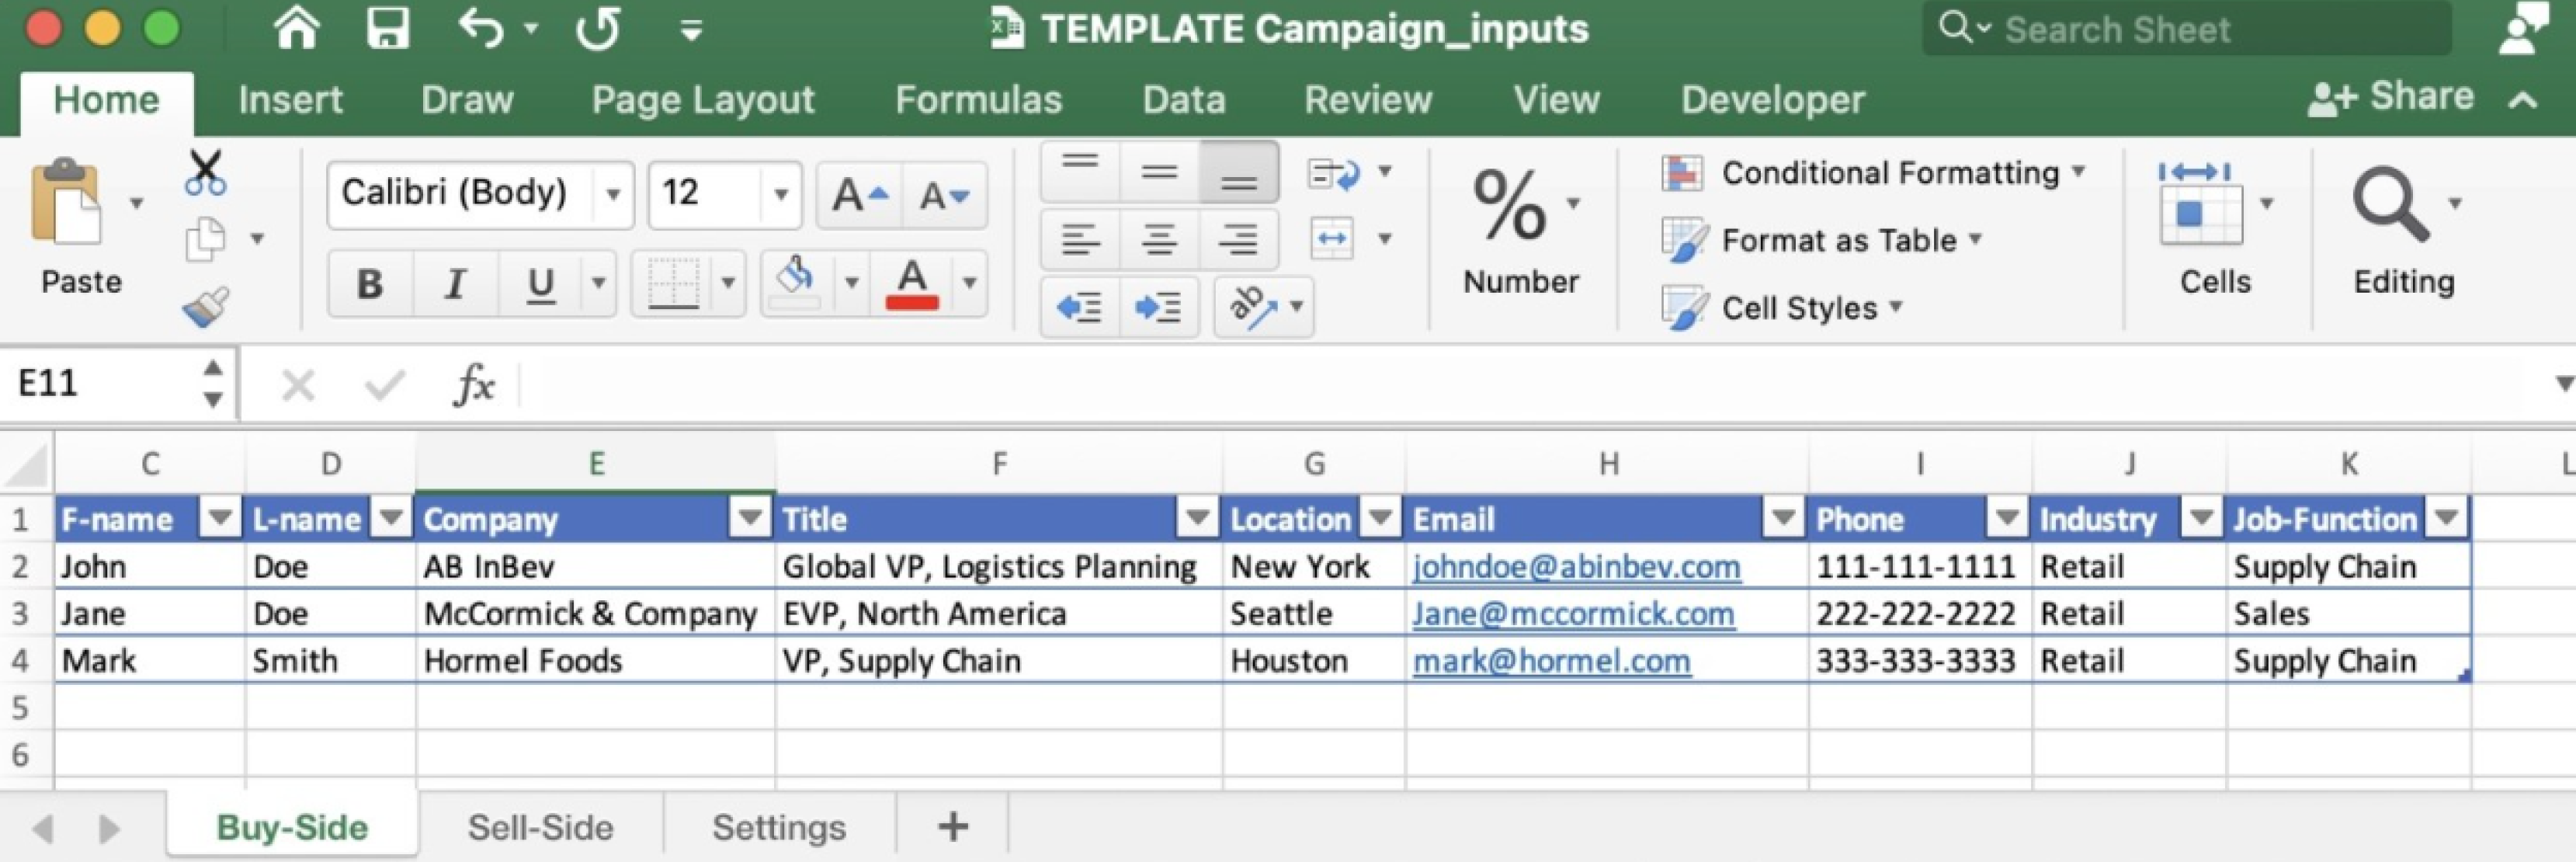 TEMPLATE Campaign_inputs
Search Sheet
Home Insert Draw Page Layout Formulas Data Review View Developer Share
Paste
Calibri (Body) 12
A A
B I U A
ab
%
Number
Conditional Formatting
Format as Table
Cell Styles
Cells
Editing
E11 fx
C D E F G H I J K L
1 F-name L-name Company Title Location Email Phone Industry Job-Function
2 John Doe AB InBev Global VP, Logistics Planning New York johndoe@abinbev.com 111-111-1111 Retail Supply Chain
3 Jane Doe McCormick & Company EVP, North America Seattle Jane@mccormick.com 222-222-2222 Retail Sales
4 Mark Smith Hormel Foods VP, Supply Chain Houston mark@hormel.com 333-333-3333 Retail Supply Chain
5
6
Buy-Side Sell-Side Settings +